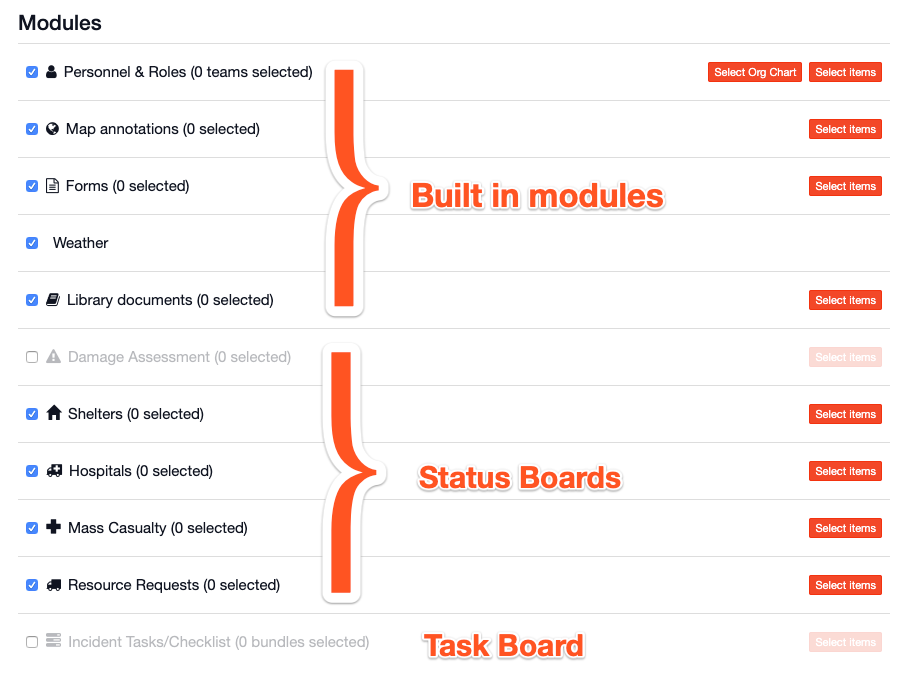 Modules
Personnel & Roles (0 teams selected) Select Org Chart Select items
Map annotations (0 selected) Select items
Forms (0 selected) Select items
Built in modules
Weather
Library documents (0 selected) Select items
Damage Assessment (0 selected) Select items
Shelters (0 selected) Select items
Hospitals (0 selected) Select items
Status Boards
Mass Casualty (0 selected) Select items
Resource Requests (0 selected) Select items
Incident Tasks/Checklist (0 bundles selected) Task Board Select items